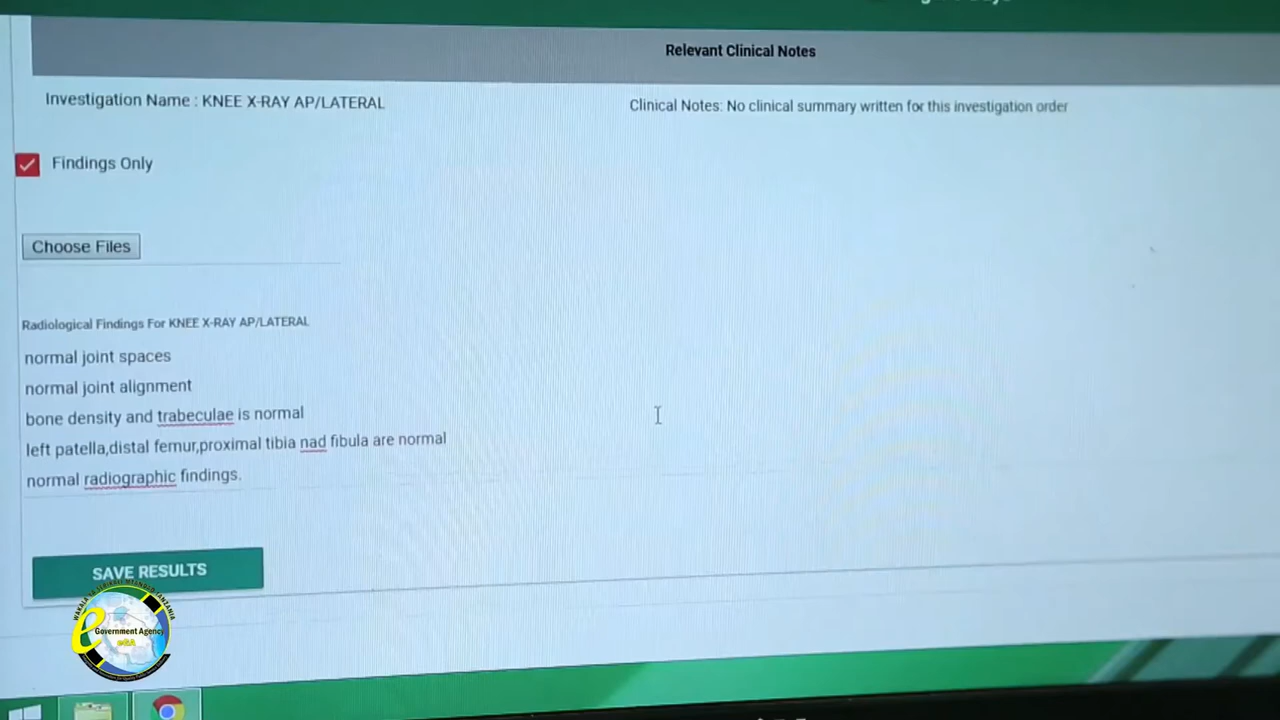 Relevant Clinical Notes
Investigation Name : KNEE X-RAY AP/LATERAL
Clinical Notes: No clinical summary written for this investigation order
Findings Only
Choose Files
Radiological Findings For KNEE X-RAY AP/LATERAL
normal joint spaces
normal joint alignment
bone density and trabeculae is normal
left patella,distal femur,proximal tibia nad fibula are normal
normal radiographic findings.
SAVE RESULTS
e
Government Agency
eGA